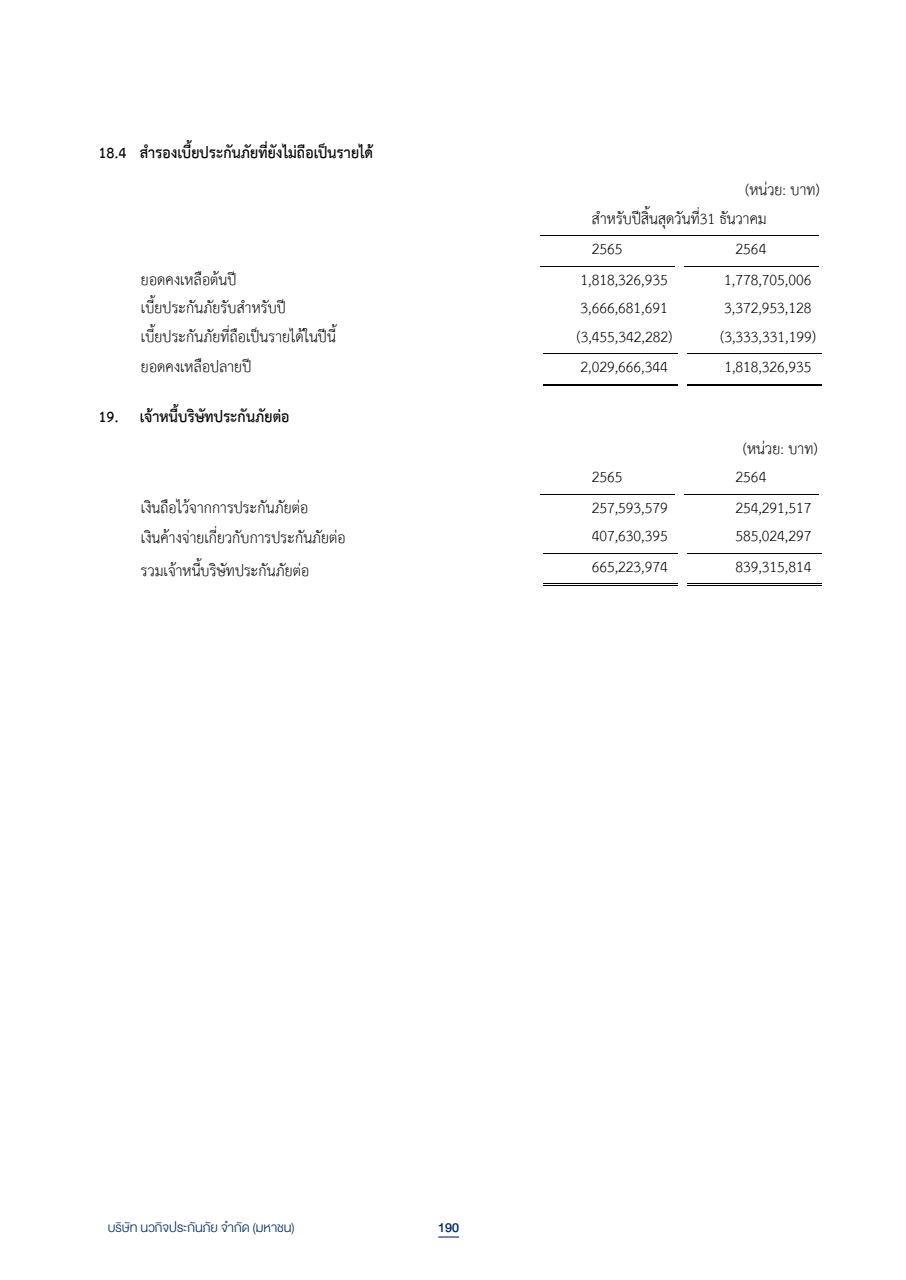 18.4 สำรองเบี้ยประกันภัยที่ยังไม่ถือเป็นรายได้
(หน่วย: บาท)
สำหรับปีสิ้นสุดวันที่31 ธันวาคม
2565 2564
ยอดคงเหลือต้นปี 1,818,326,935 1,778,705,006
เบี้ยประกันภัยรับสำหรับปี 3,666,681,691 3,372,953,128
เบี้ยประกันภัยที่ถือเป็นรายได้ในปีนี้ (3,455,342,282) (3,333,331,199)
ยอดคงเหลือปลายปี 2,029,666,344 1,818,326,935
19. เจ้าหนี้บริษัทประกันภัยต่อ
(หน่วย: บาท)
2565 2564
เงินถือไว้จากการประกันภัยต่อ 257,593,579 254,291,517
เงินค้างจ่ายเกี่ยวกับการประกันภัยต่อ 407,630,395 585,024,297
รวมเจ้าหนี้บริษัทประกันภัยต่อ 665,223,974 839,315,814
บริษัท นวกิจประกันภัย จำกัด (มหาชน) 190